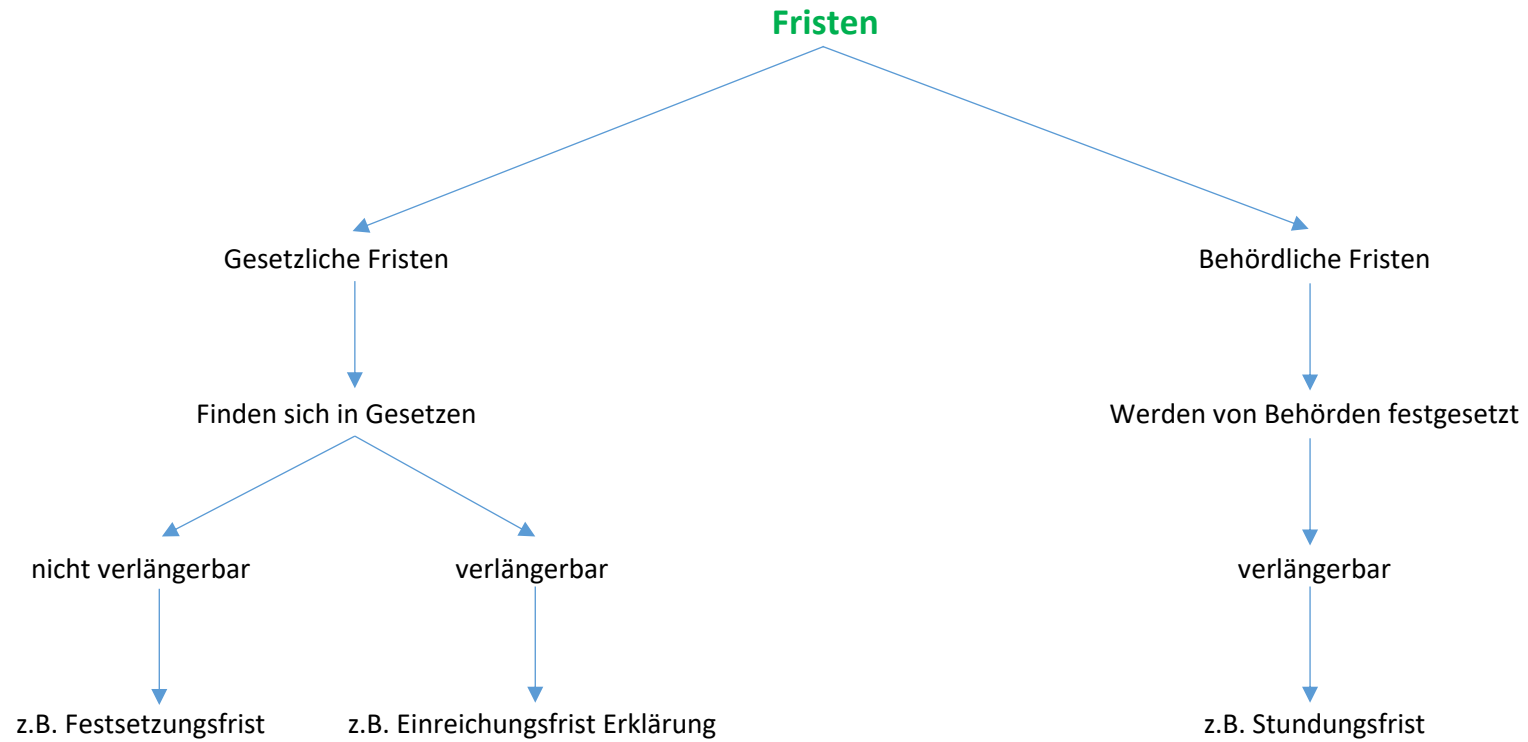 Fristen
Gesetzliche Fristen
Behördliche Fristen
Finden sich in Gesetzen
Werden von Behörden festgesetzt
nicht verlängerbar
verlängerbar
verlängerbar
z.B. Festsetzungsfrist
z.B. Einreichungsfrist Erklärung
z.B. Stundungsfrist